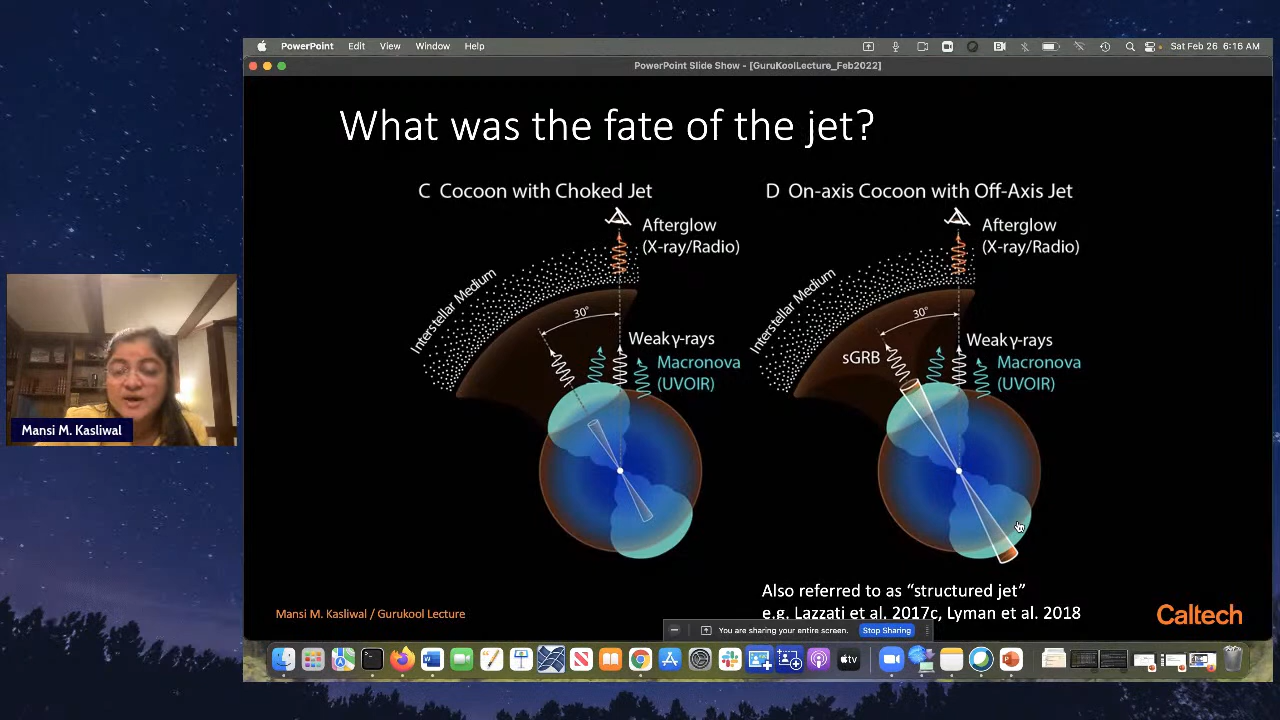 PowerPoint Edit View Window Help
Sat Feb 26 6:16 AM
PowerPoint Slide Show - [GuruKoolLecture_Feb2022]
What was the fate of the jet?
C Cocoon with Choked Jet
Afterglow
(X-ray/Radio)
Interstellar Medium
30°
Weak γ-rays
Macronova
(UVOIR)
D On-axis Cocoon with Off-Axis Jet
Afterglow
(X-ray/Radio)
Interstellar Medium
30°
sGRB
Weak γ-rays
Macronova
(UVOIR)
Mansi M. Kasliwal
Also referred to as “structured jet”
e.g. Lazzati et al. 2017c, Lyman et al. 2018
Mansi M. Kasliwal / Gurukool Lecture
Caltech
You are sharing your entire screen. Stop Sharing
tv